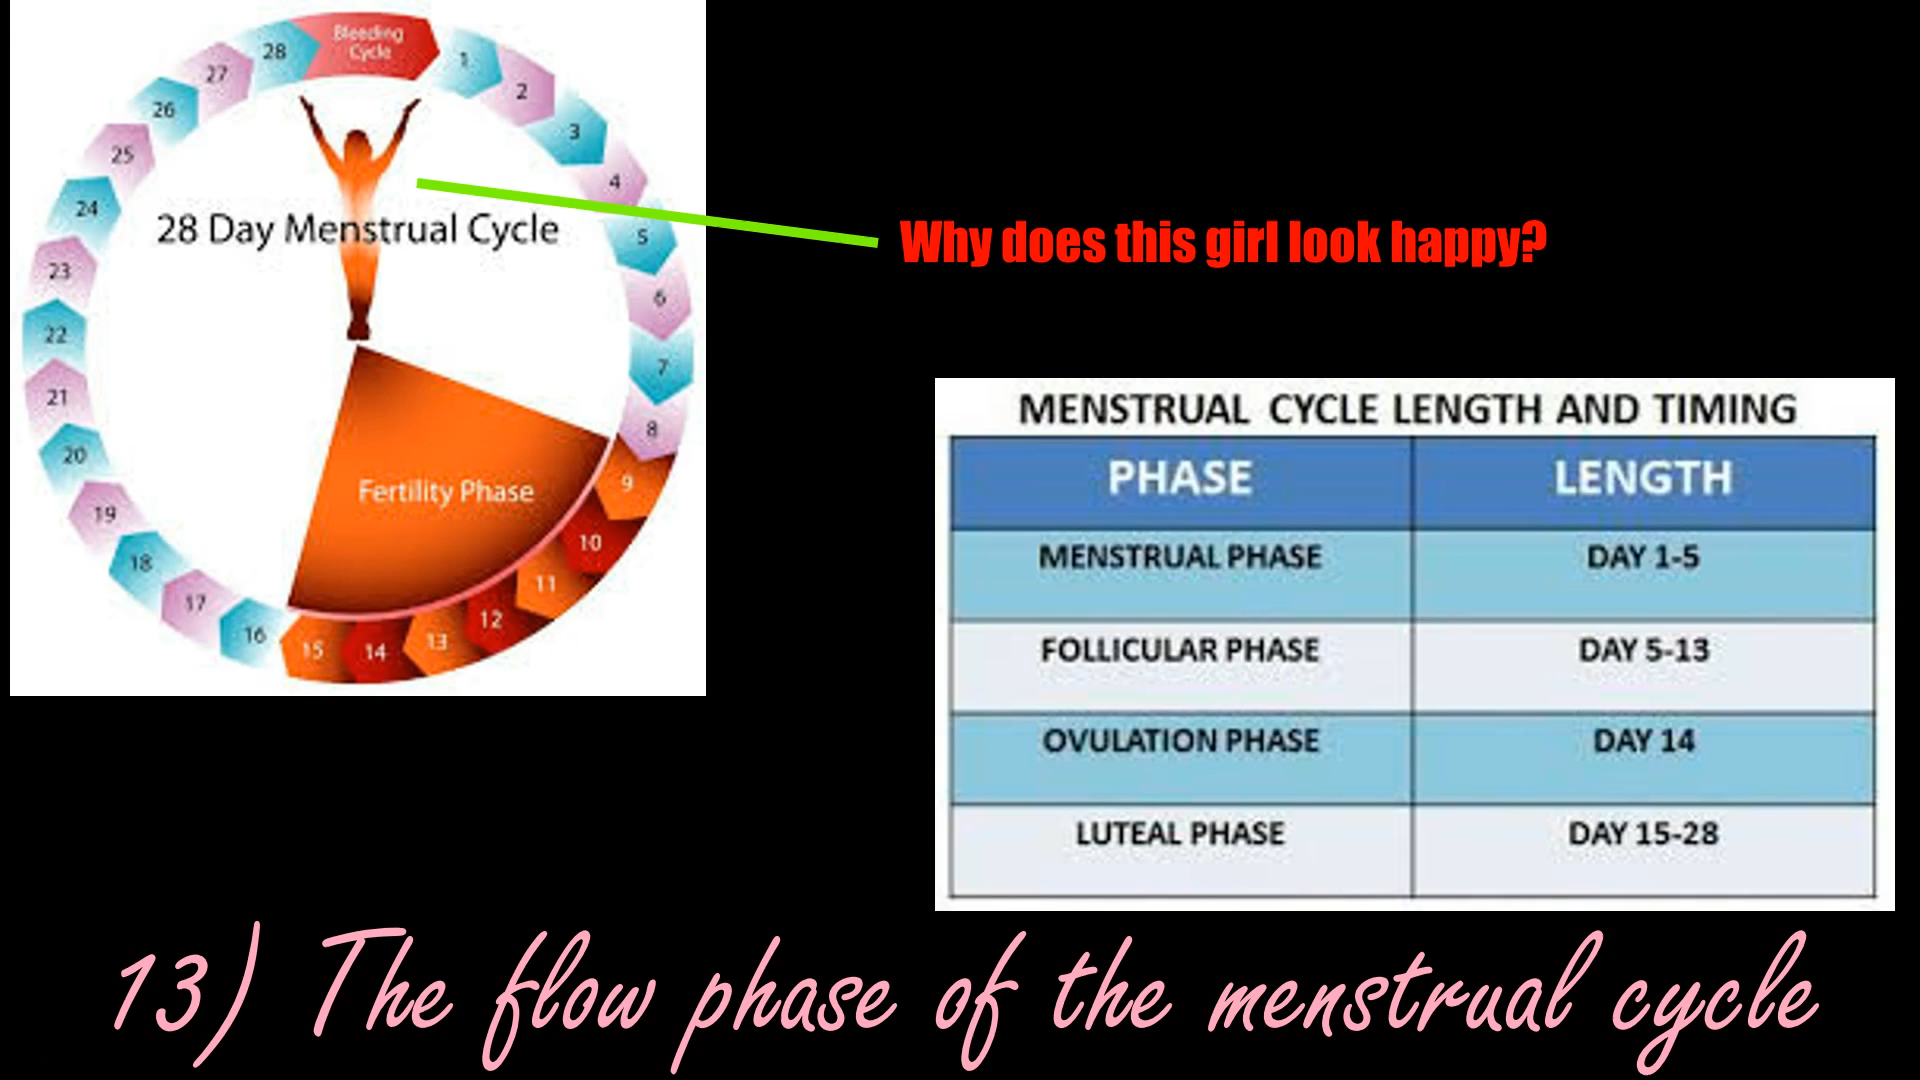 Bleeding
Cycle
1
2
3
4
5
6
7
8
9
10
11
12
13
14
15
16
17
18
19
20
21
22
23
24
25
26
27
28
28 Day Menstrual Cycle
Fertility Phase
Why does this girl look happy?
MENSTRUAL CYCLE LENGTH AND TIMING
PHASE LENGTH
MENSTRUAL PHASE DAY 1-5
FOLLICULAR PHASE DAY 5-13
OVULATION PHASE DAY 14
LUTEAL PHASE DAY 15-28
13) The flow phase of the menstrual cycle